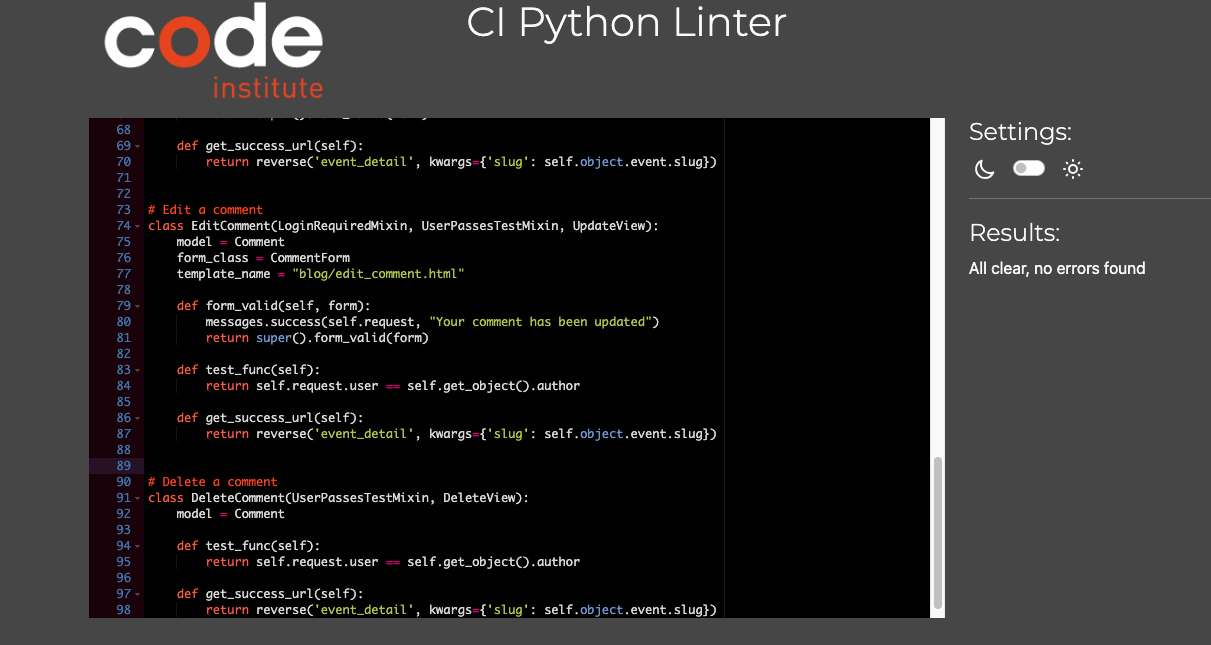 code
institute
CI Python Linter
68
69 def get_success_url(self):
70 return reverse('event_detail', kwargs={'slug': self.object.event.slug})
71
72
73 # Edit a comment
74 class EditComment(LoginRequiredMixin, UserPassesTestMixin, UpdateView):
75 model = Comment
76 form_class = CommentForm
77 template_name = "blog/edit_comment.html"
78
79 def form_valid(self, form):
80 messages.success(self.request, "Your comment has been updated")
81 return super().form_valid(form)
82
83 def test_func(self):
84 return self.request.user == self.get_object().author
85
86 def get_success_url(self):
87 return reverse('event_detail', kwargs={'slug': self.object.event.slug})
88
89
90 # Delete a comment
91 class DeleteComment(UserPassesTestMixin, DeleteView):
92 model = Comment
93
94 def test_func(self):
95 return self.request.user == self.get_object().author
96
97 def get_success_url(self):
98 return reverse('event_detail', kwargs={'slug': self.object.event.slug})
Settings:
Results:
All clear, no errors found